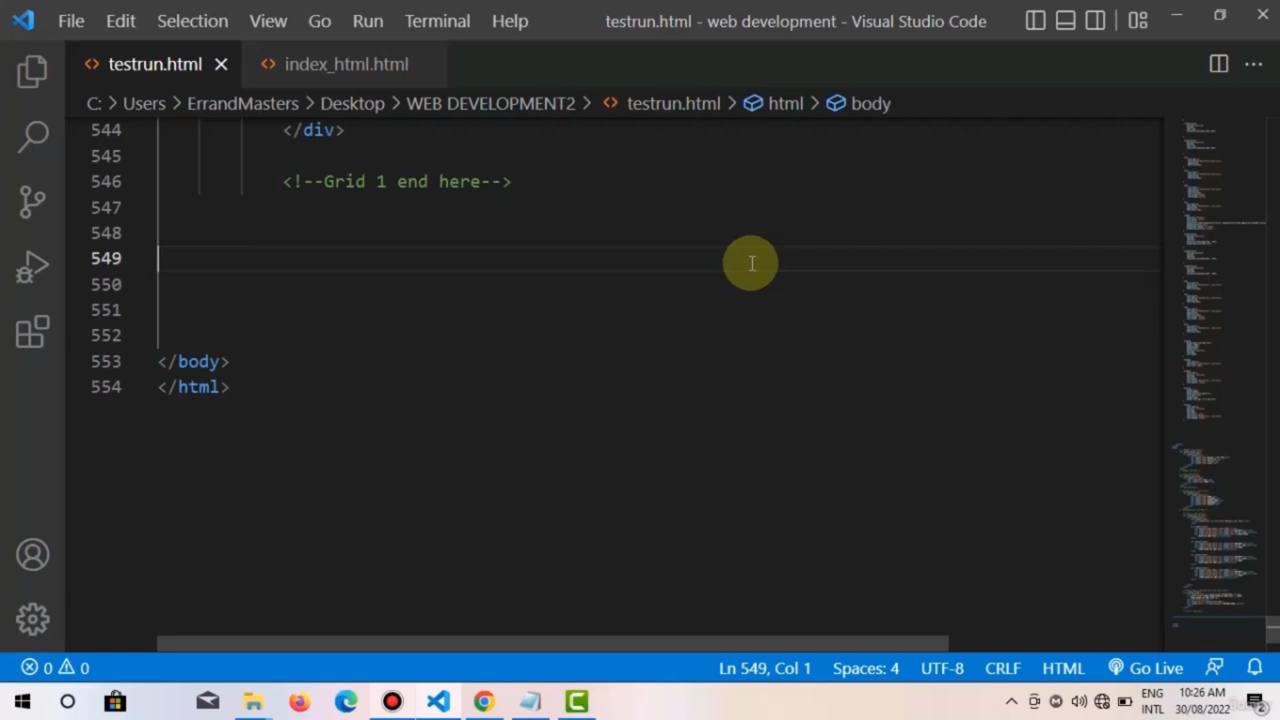 File Edit Selection View Go Run Terminal Help testrun.html - web development - Visual Studio Code
testrun.html index_html.html
C: > Users > ErrandMasters > Desktop > WEB DEVELOPMENT2 > testrun.html > html > body
544 </div>
545
546 <!--Grid 1 end here-->
547
548
549
550
551
552
553 </body>
554 </html>
0 0 Ln 549, Col 1 Spaces: 4 UTF-8 CRLF HTML Go Live
ENG 10:26 AM
INTL 30/08/2022 2